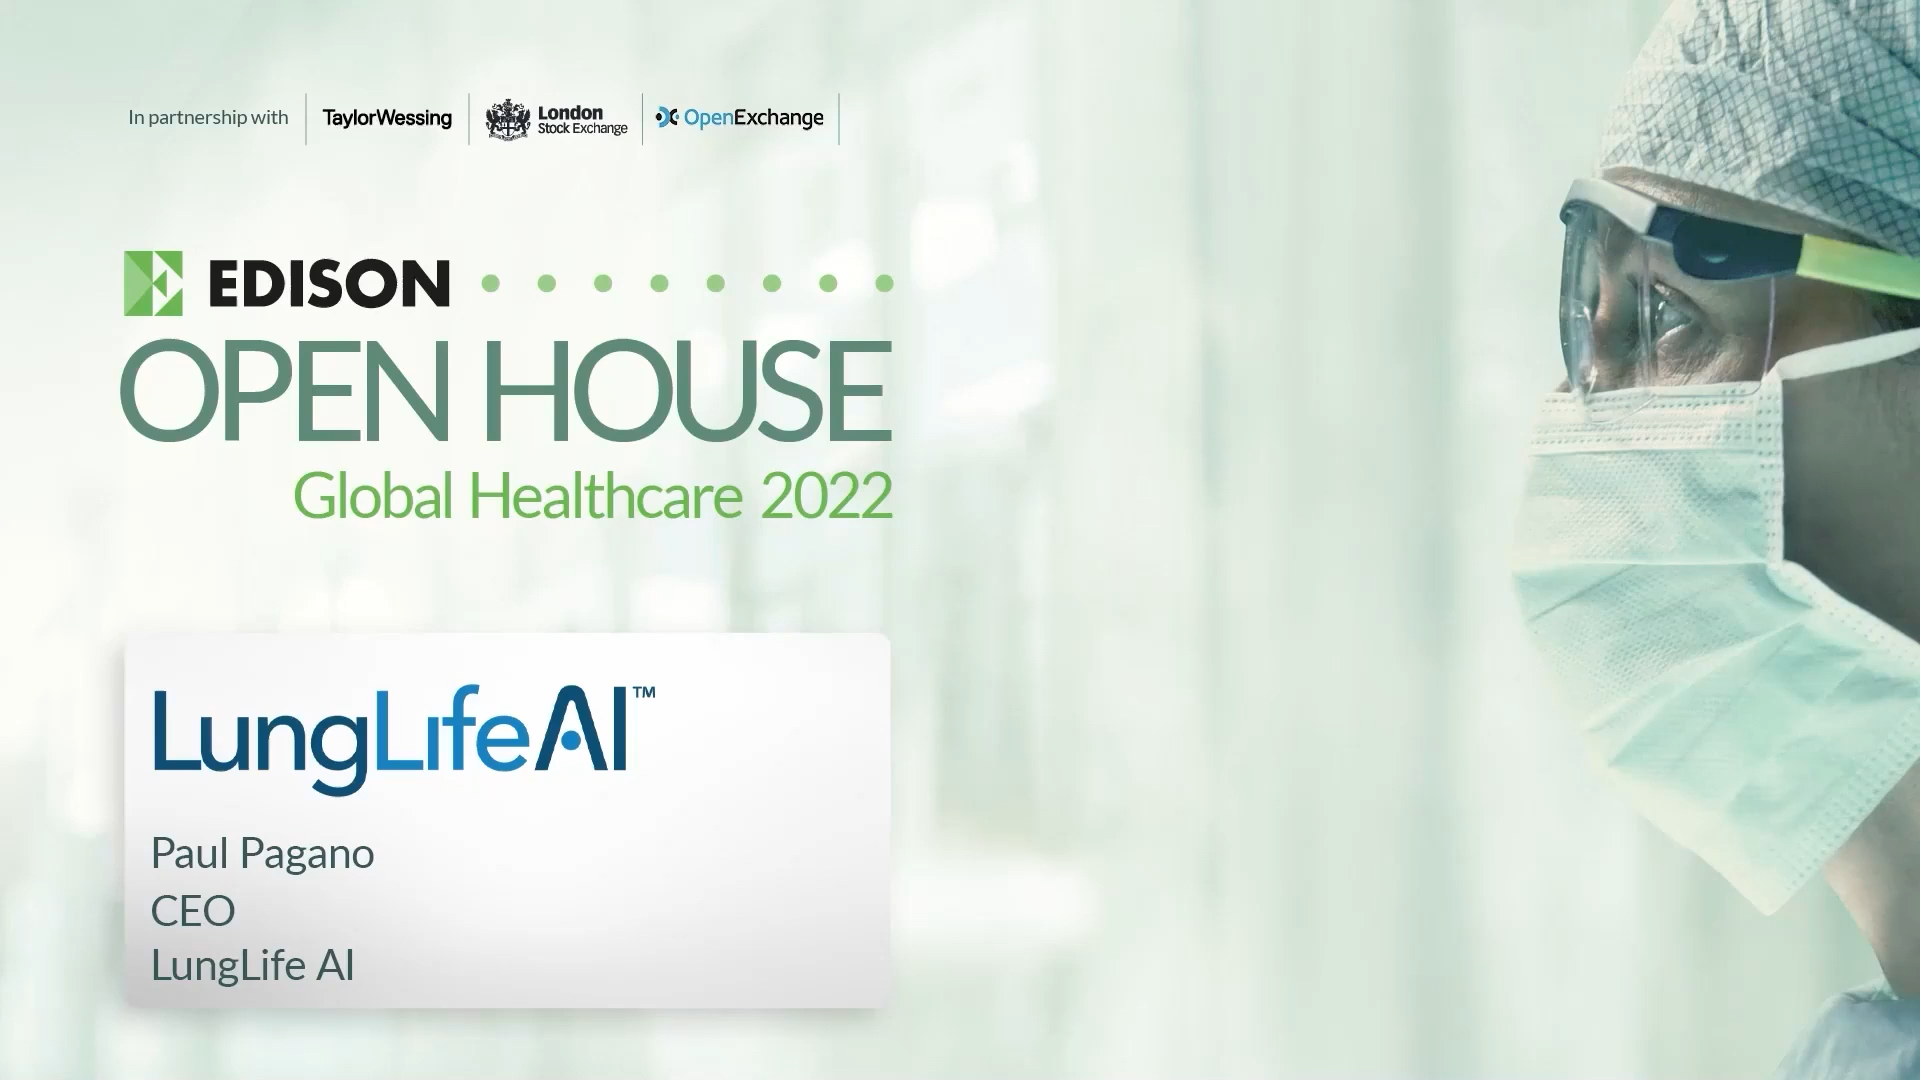 In partnership with
TaylorWessing
London
Stock Exchange
OpenExchange
EDISON
OPEN HOUSE
Global Healthcare 2022
LungLifeAI™
Paul Pagano
CEO
LungLife AI